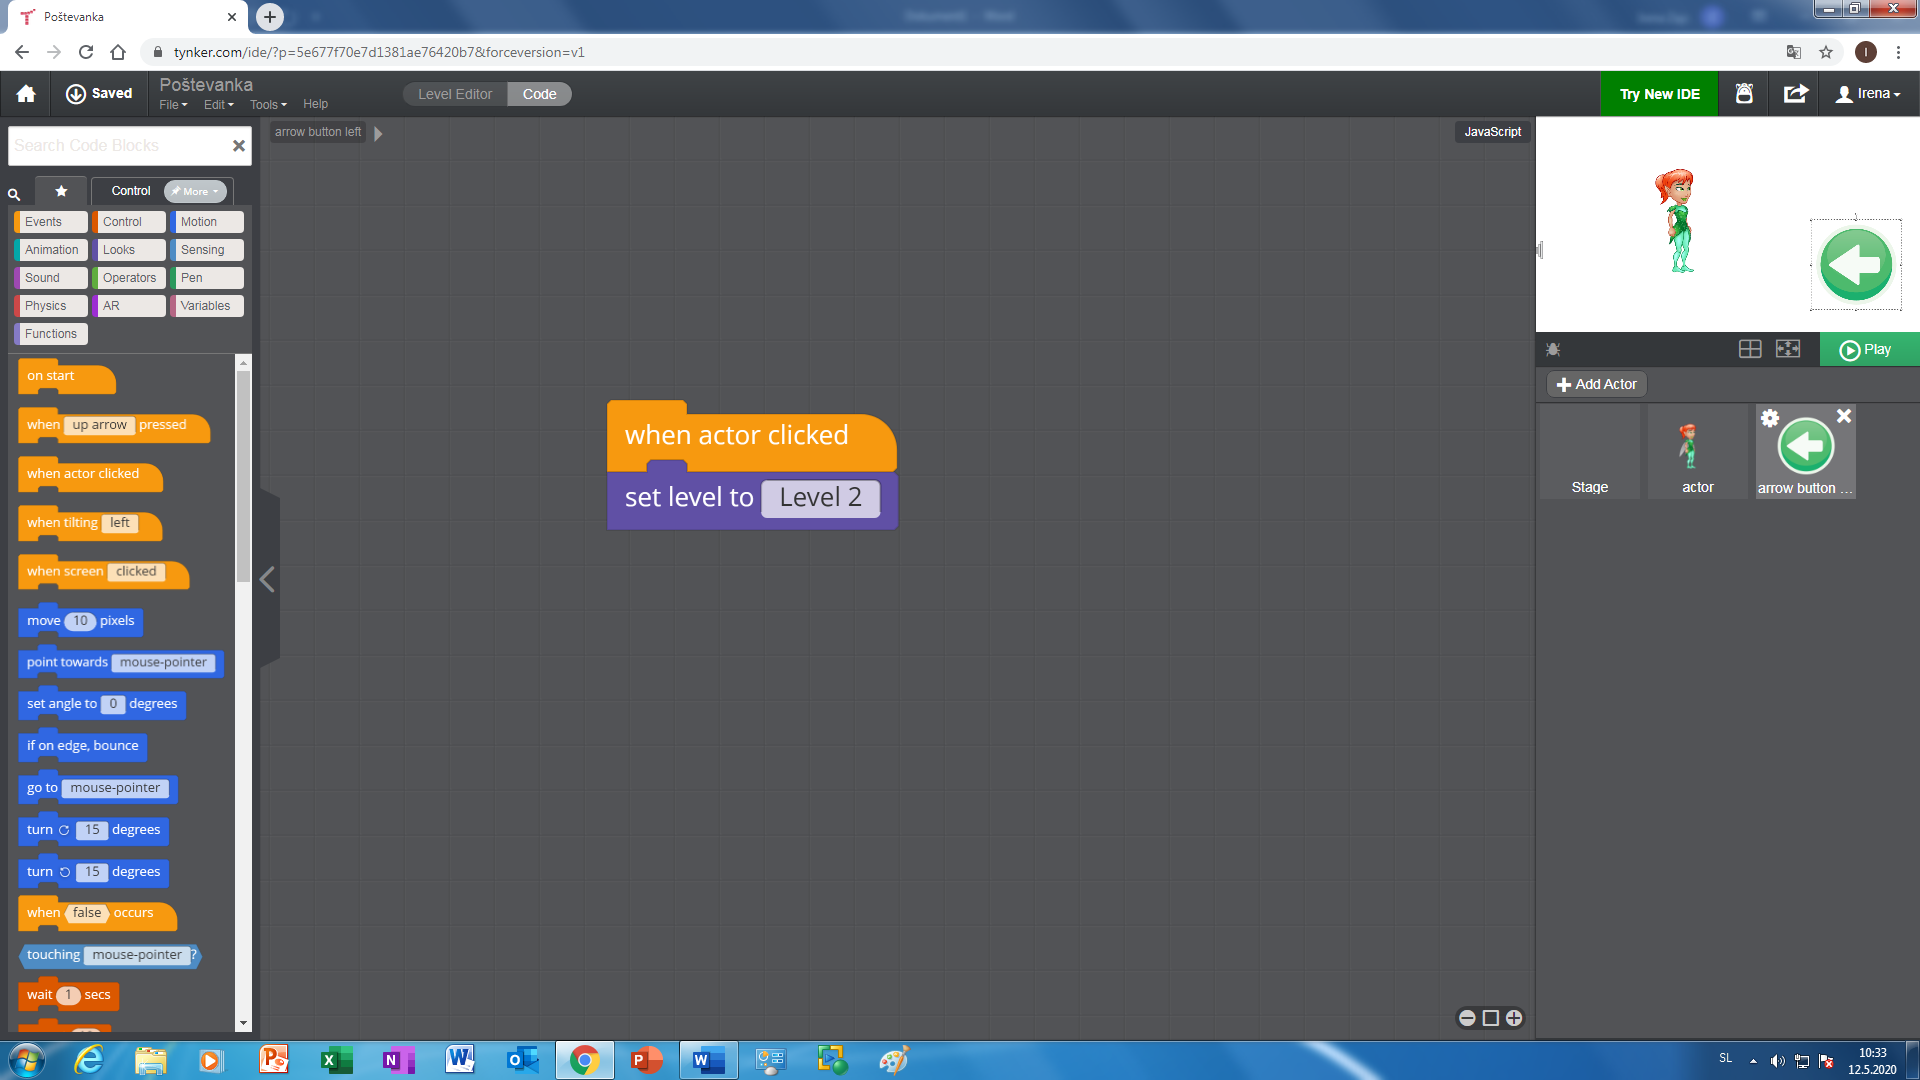 Poštevanka
tynker.com/ide/?p=5e677f70e7d1381ae76420b7&forceversion=v1
I
Saved
Poštevanka
File Edit Tools Help
Level Editor Code
Try New IDE
Irena
Search Code Blocks
Control More
Events Control Motion
Animation Looks Sensing
Sound Operators Pen
Physics AR Variables
Functions
on start
when up arrow pressed
when actor clicked
when tilting left
when screen clicked
move 10 pixels
point towards mouse-pointer
set angle to 0 degrees
if on edge, bounce
go to mouse-pointer
turn 15 degrees
turn 15 degrees
when false occurs
touching mouse-pointer ?
wait 1 secs
arrow button left
JavaScript
when actor clicked
set level to Level 2
Play
Add Actor
Stage
actor
arrow button ...
SL
10:33
12.5.2020